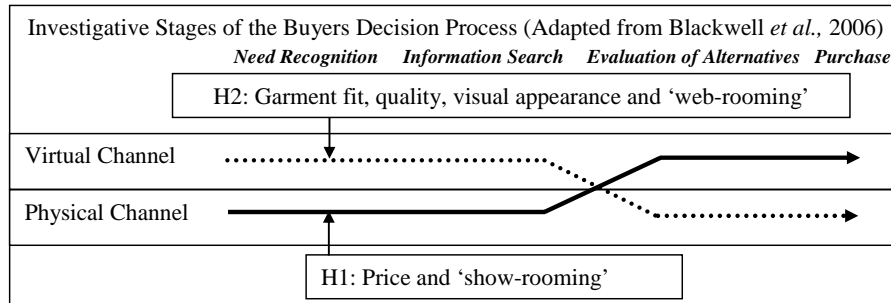 Investigative Stages of the Buyers Decision Process (Adapted from Blackwell et al., 2006)
Need Recognition Information Search Evaluation of Alternatives Purchase
H2: Garment fit, quality, visual appearance and ‘web-rooming’
Virtual Channel
Physical Channel
H1: Price and ‘show-rooming’